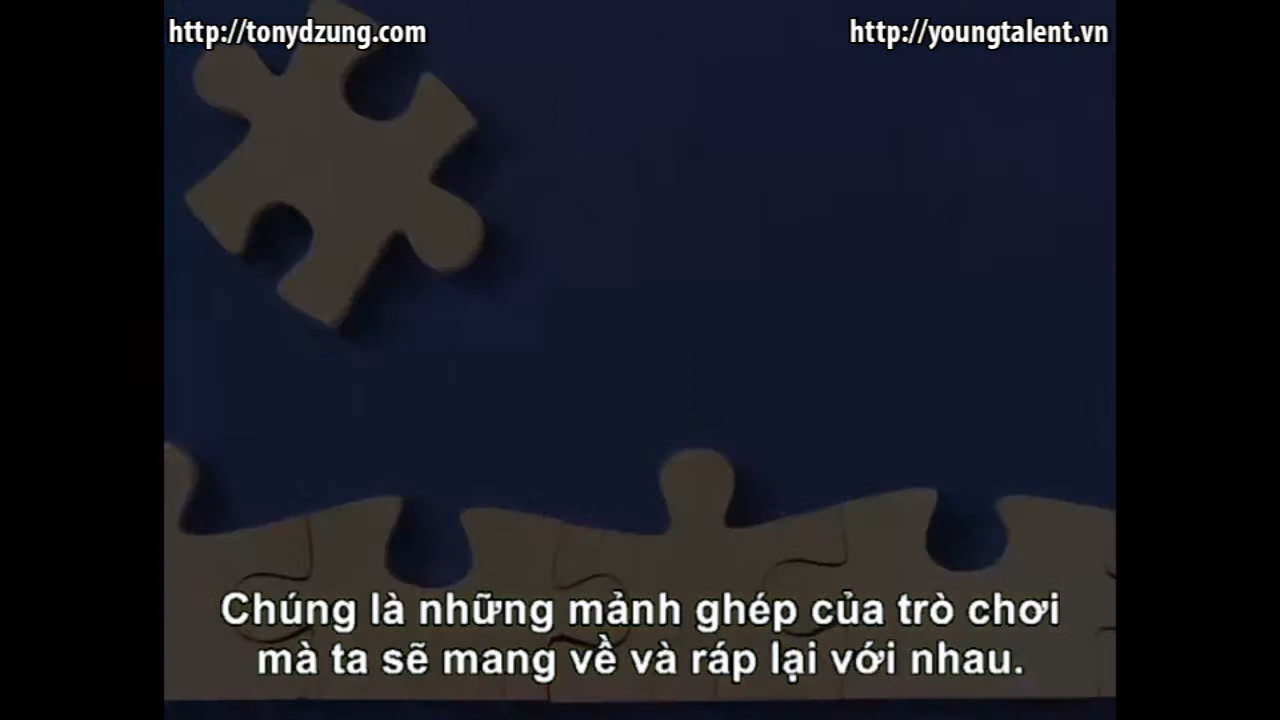 http://tonydzung.com
http://youngtalent.vn
Chúng là những mảnh ghép của trò chơi
mà ta sẽ mang về và ráp lại với nhau.